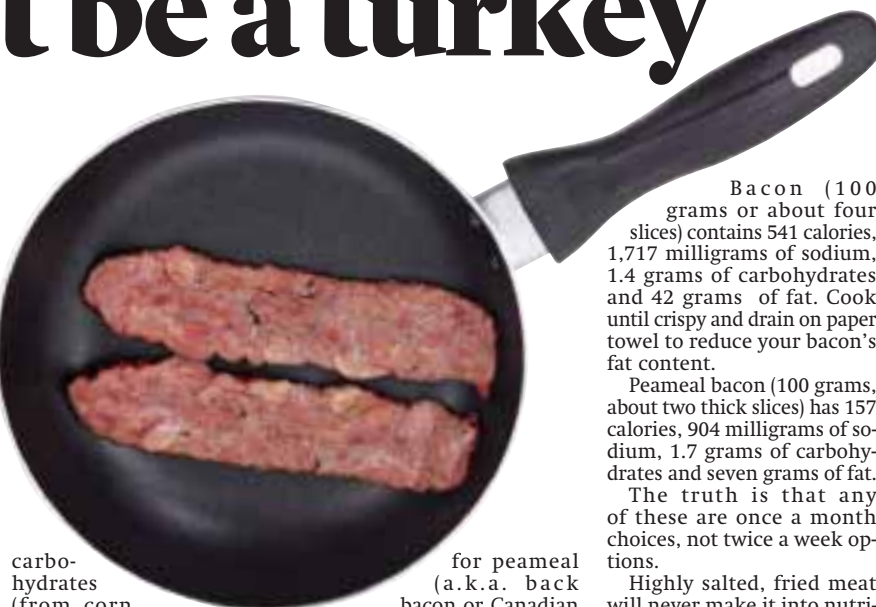 t be a turkey
carbo-
hydrates
(from corn
for peameal
(a.k.a. back
bacon or Canadian
Bacon (100
grams or about four
slices) contains 541 calories,
1,717 milligrams of sodium,
1.4 grams of carbohydrates
and 42 grams of fat. Cook
until crispy and drain on paper
towel to reduce your bacon's
fat content.
Peameal bacon (100 grams,
about two thick slices) has 157
calories, 904 milligrams of so-
dium, 1.7 grams of carbohy-
drates and seven grams of fat.
The truth is that any
of these are once a month
choices, not twice a week op-
tions.
Highly salted, fried meat
will never make it into nutri-